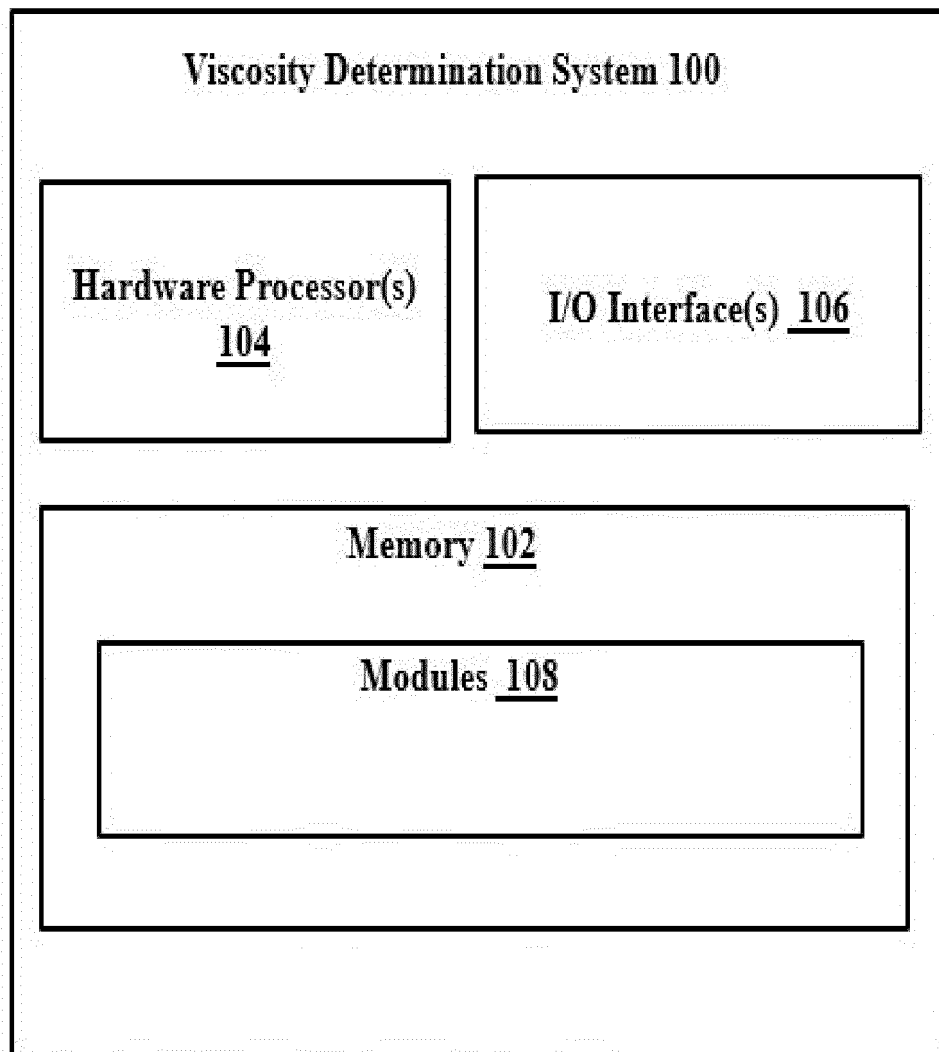 Viscosity Determination System 100
Hardware Processor(s)
104
I/O Interface(s) 106
Memory 102
Modules 108